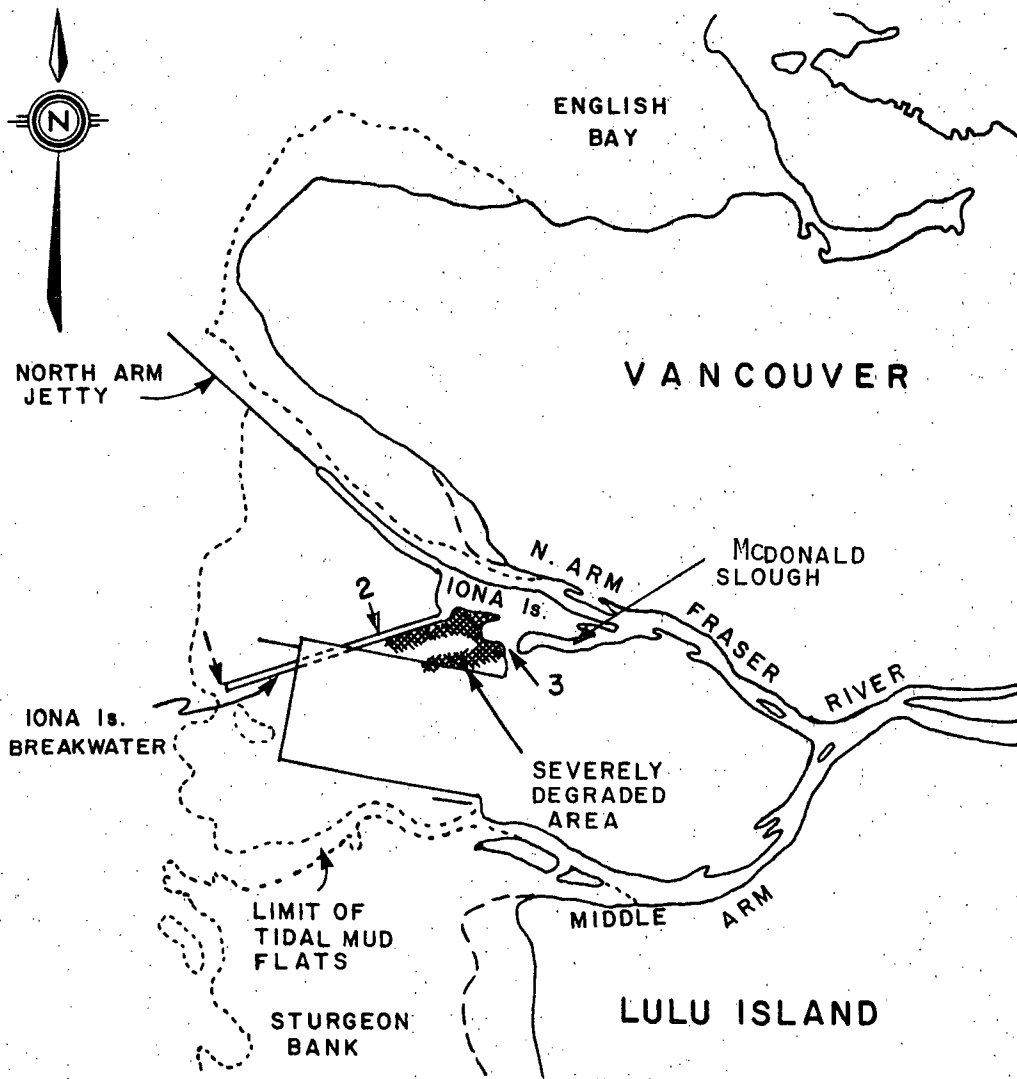 N
ENGLISH
BAY
VANCOUVER
NORTH ARM
JETTY
McDONALD
SLOUGH
N. ARM
FRASER
RIVER
IONA Is.
2
3
IONA Is.
BREAKWATER
SEVERELY
DEGRADED
AREA
LIMIT OF
TIDAL MUD
FLATS
MIDDLE
ARM
STURGEON
BANK
LULU ISLAND